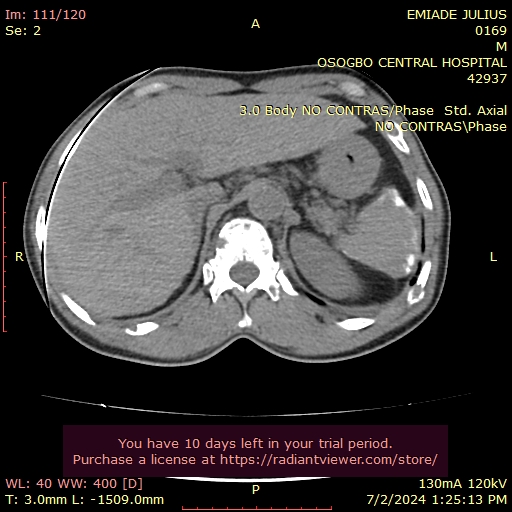 Im: 111/120
Se: 2
A
EMIADE JULIUS
0169
M
OSOGBO CENTRAL HOSPITAL
42937
3.0 Body NO CONTRAS/Phase Std. Axial
NO CONTRAS\Phase
R
L
You have 10 days left in your trial period.
Purchase a license at https://radiantviewer.com/store/
WL: 40 WW: 400 [D]
T: 3.0mm L: -1509.0mm
P
130mA 120kV
7/2/2024 1:25:13 PM